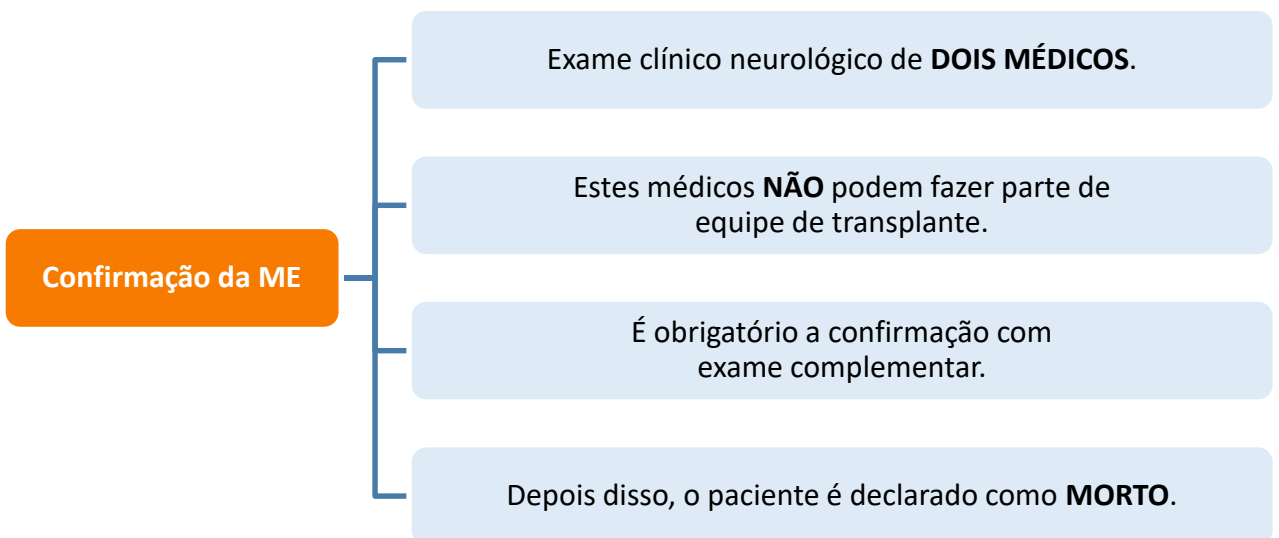 Exame clínico neurológico de DOIS MÉDICOS.
Estes médicos NÃO podem fazer parte de
equipe de transplante.
Confirmação da ME
É obrigatório a confirmação com
exame complementar.
Depois disso, o paciente é declarado como MORTO.